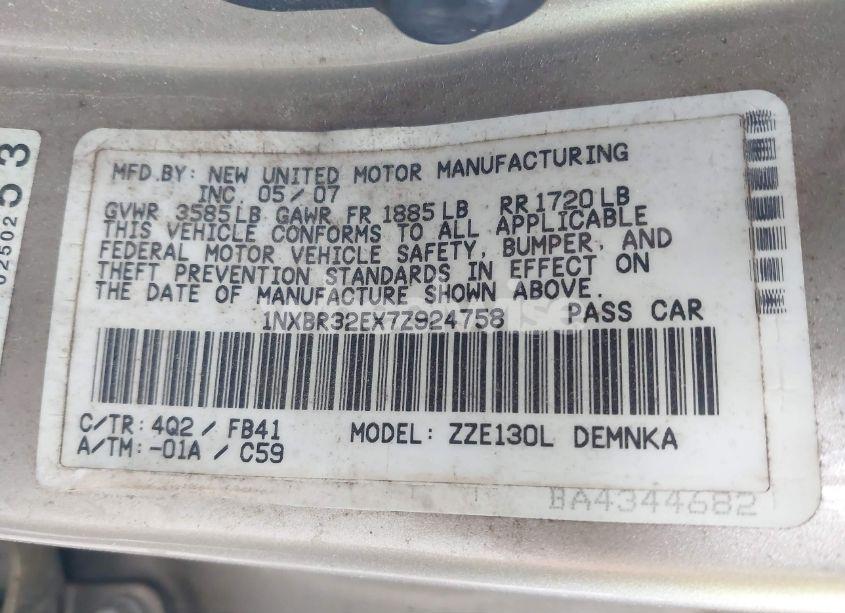 MFD.BY: NEW UNITED MOTOR MANUFACTURING
INC. 05/07
GVWR 3585LB GAWR FR 1885LB RR1720LB
THIS VEHICLE CONFORMS TO ALL APPLICABLE
FEDERAL MOTOR VEHICLE SAFETY, BUMPER, AND
THEFT PREVENTION STANDARDS IN EFFECT ON
THE DATE OF MANUFACTURE SHOWN ABOVE.
1NXBR32EX7Z924758 PASS CAR
C/TR: 4Q2 / FB41 MODEL: ZZE130L DEMNKA
A/TM:-01A / C59
BA4344682
0250253